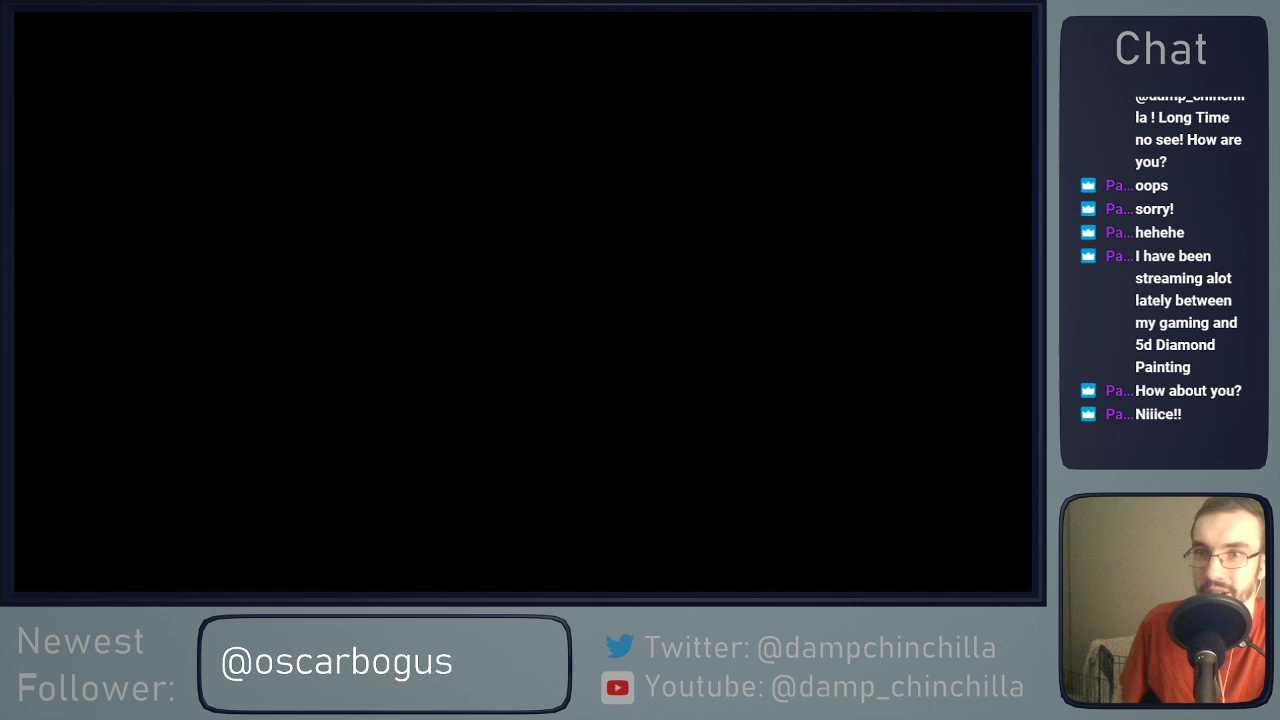 Chat
@damp_chinchil
la ! Long Time
no see! How are
you?
Pa... oops
Pa... sorry!
Pa... hehehe
Pa... I have been
streaming alot
lately between
my gaming and
5d Diamond
Painting
Pa... How about you?
Pa... Niiice!!
Newest
Follower:
@oscarbogus
Twitter: @dampchinchilla
Youtube: @damp_chinchilla